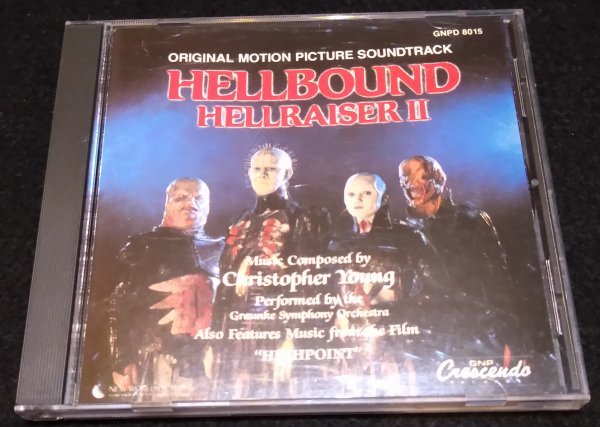 GNPD 8015
ORIGINAL MOTION PICTURE SOUNDTRACK
HELLBOUND
HELLRAISER II
Music Composed by
Christopher Young
Performed by the
Graunke Symphony Orchestra
Also Features Music from the Film
"HIGHPOINT"
GNP
Crescendo